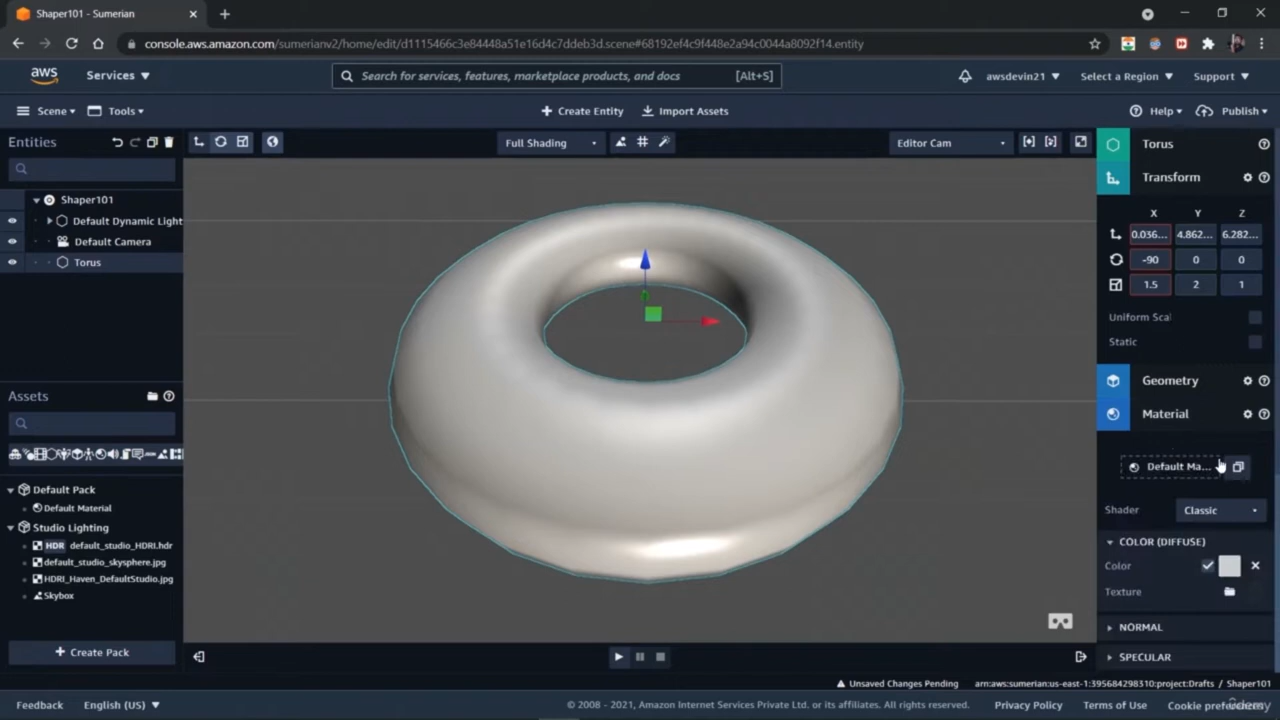 Shaper101 - Sumerian
console.aws.amazon.com/sumerianv2/home/edit/d1115466c3e84448a51e16d4c7ddeb3d.scene#68192ef4c9f448e2a94c0044a8092f14.entity
aws Services Search for services, features, marketplace products, and docs [Alt+S] awsdevin21 Select a Region Support
Scene Tools Create Entity Import Assets Help Publish
Entities Full Shading Editor Cam Torus
Transform
Shaper101
Default Dynamic Light
Default Camera
Torus
X Y Z
0.036... 4.862... 6.282...
-90 0 0
1.5 2 1
Uniform Scal
Static
Geometry
Material
Default Ma...
Shader Classic
COLOR (DIFFUSE)
Color
Texture
NORMAL
SPECULAR
Assets
Default Pack
Default Material
Studio Lighting
HDR default_studio_HDRI.hdr
default_studio_skysphere.jpg
HDRI_Haven_DefaultStudio.jpg
Skybox
Create Pack
Unsaved Changes Pending arn:aws:sumerian:us-east-1:395684298310:project:Drafts / Shaper101
Feedback English (US) © 2008 - 2021, Amazon Internet Services Private Ltd. or its affiliates. All rights reserved. Privacy Policy Terms of Use Cookie preferences
Udemy